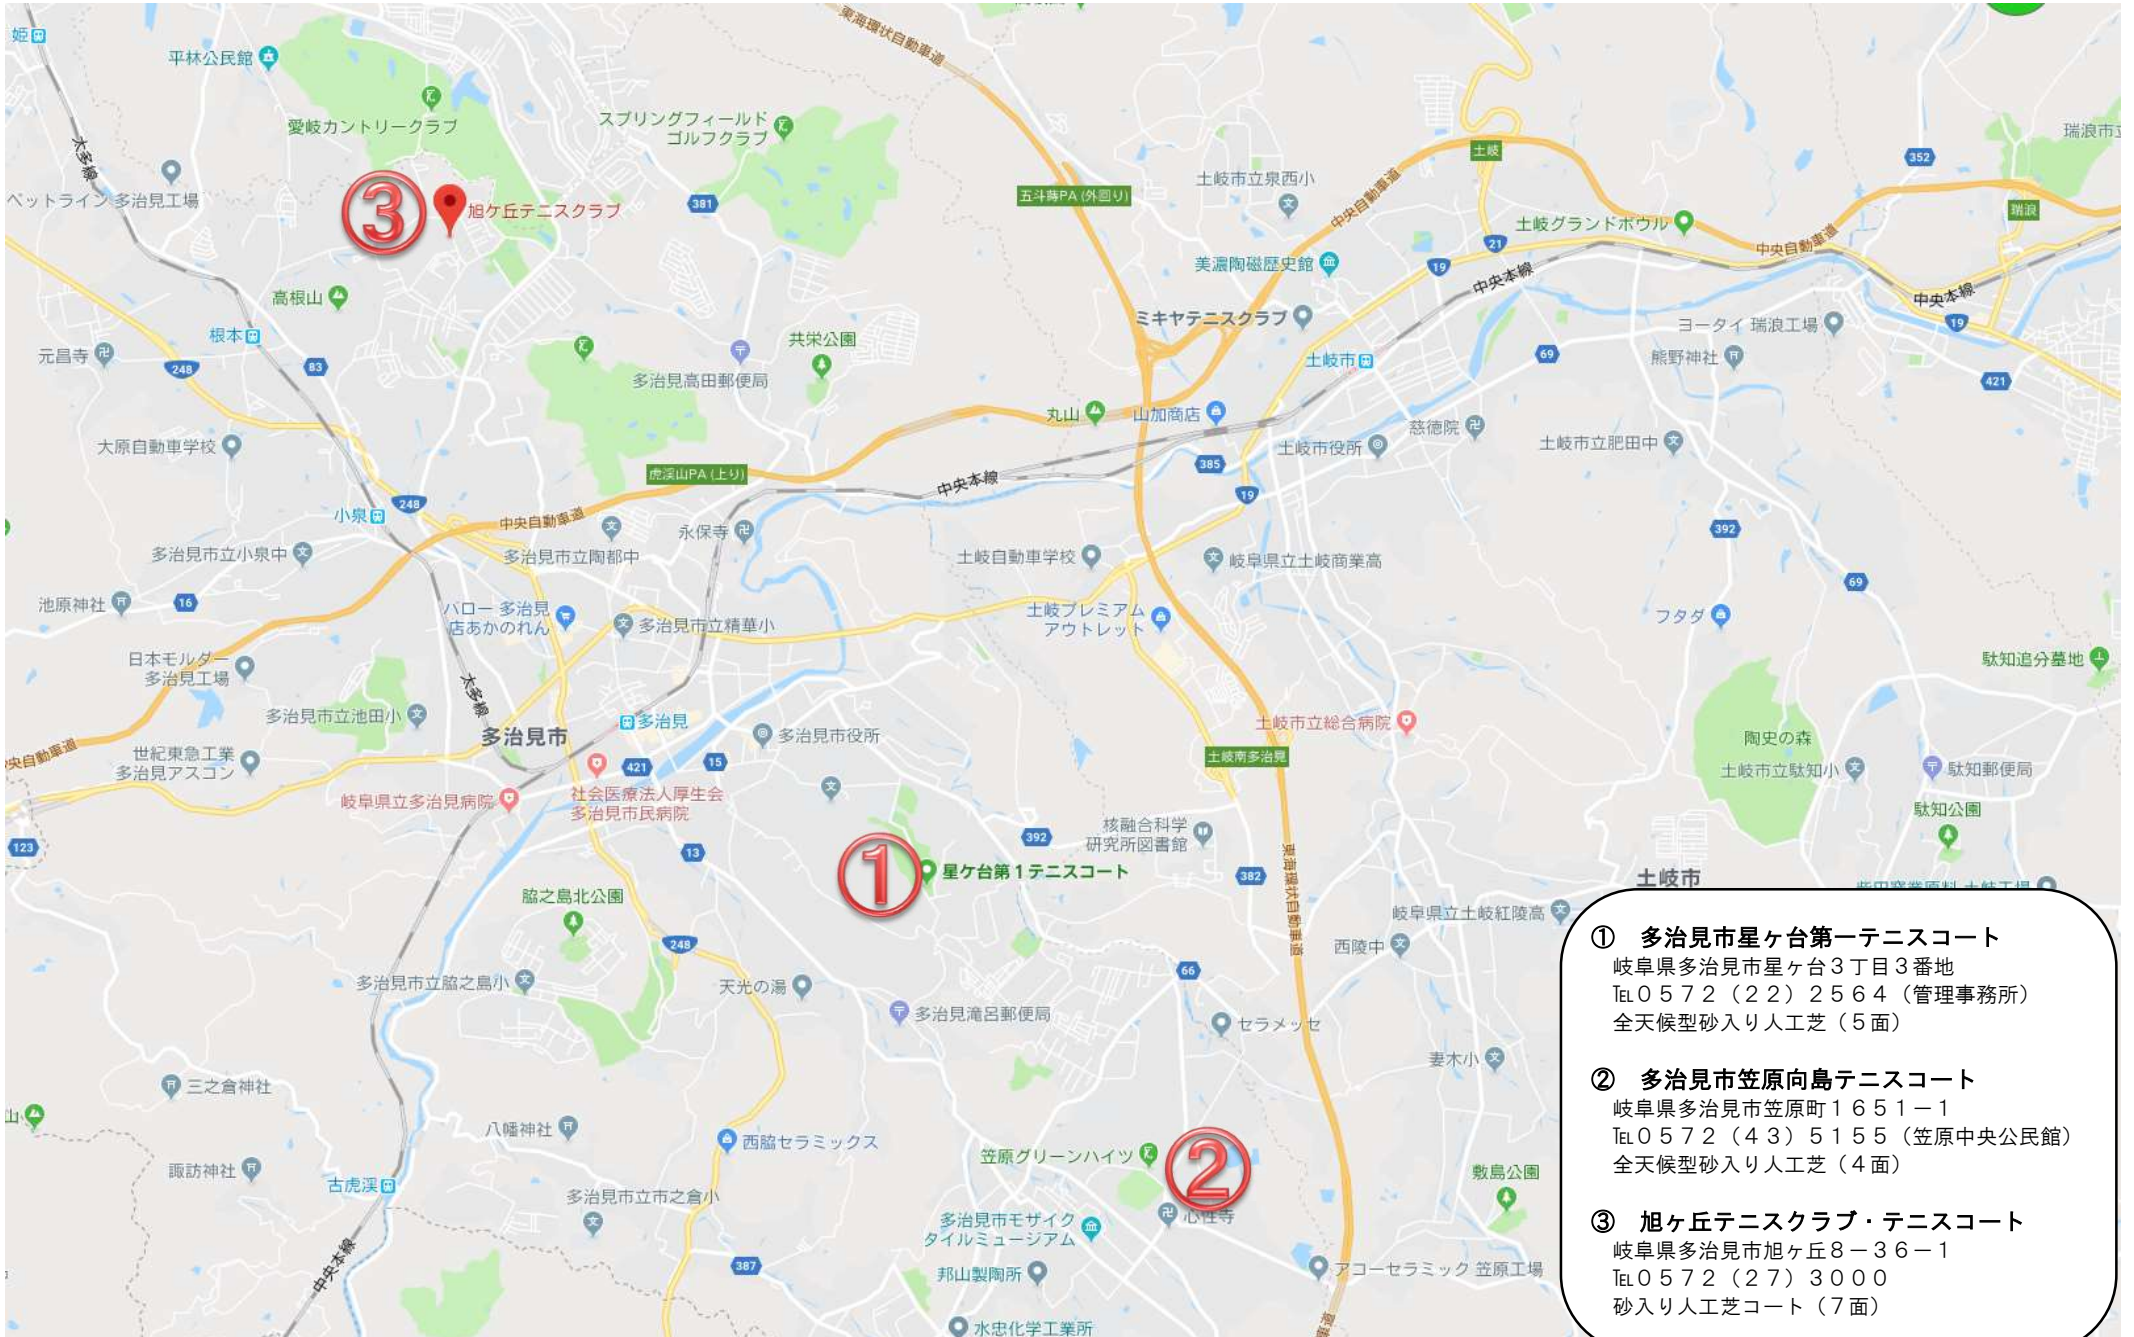 東海環状自動車道
姫
平林公民館
愛岐カントリークラブ
スプリングフィールド
ゴルフクラブ
太多線
ペットライン 多治見工場
③
旭ケ丘テニスクラブ
381
五斗蒔PA (外回り)
土岐市立泉西小
土岐
中央自動車道
352
瑞浪市立
瑞浪
土岐グランドボウル
21
中央自動車道
19
美濃陶磁歴史館
中央本線
中央本線
高根山
ミキヤテニスクラブ
ヨータイ 瑞浪工場
19
根本
元昌寺
248
83
共栄公園
多治見高田郵便局
土岐市
69
熊野神社
421
丸山
山加商店
大原自動車学校
慈徳院
土岐市役所
土岐市立肥田中
385
虎渓山PA (上り)
中央本線
19
248
小泉
中央自動車道
永保寺
392
多治見市立小泉中
多治見市立陶都中
土岐自動車学校
岐阜県立土岐商業高
69
池原神社
16
バロー 多治見
店あかのれん
多治見市立精華小
土岐プレミアム
アウトレット
フタダ
日本モルダー
多治見工場
太多線
駄知追分墓地
多治見市立池田小
多治見
多治見市
多治見市役所
土岐市立総合病院
陶史の森
中央自動車道
世紀東急工業
多治見アスコン
421
15
土岐南多治見
土岐市立駄知小
駄知郵便局
岐阜県立多治見病院
社会医療法人厚生会
多治見市民病院
駄知公園
123
13
392
核融合科学
研究所図書館
①
星ケ台第1テニスコート
382
東海環状自動車道
土岐市
脇之島北公園
岐阜県立土岐紅陵高
248
西陵中
66
多治見市立脇之島小
天光の湯
多治見滝呂郵便局
セラメッセ
妻木小
三之倉神社
山
八幡神社
西脇セラミックス
笠原グリーンハイツ
②
諏訪神社
古虎渓
敷島公園
多治見市立市之倉小
心性寺
多治見市モザイク
タイルミュージアム
中央本線
387
邦山製陶所
アコーセラミック 笠原工場
水忠化学工業所
車道
①　多治見市星ヶ台第一テニスコート
岐阜県多治見市星ヶ台３丁目３番地
℡０５７２（２２）２５６４（管理事務所）
全天候型砂入り人工芝（５面）
②　多治見市笠原向島テニスコート
岐阜県多治見市笠原町１６５１－１
℡０５７２（４３）５１５５（笠原中央公民館）
全天候型砂入り人工芝（４面）
③　旭ヶ丘テニスクラブ・テニスコート
岐阜県多治見市旭ヶ丘８－３６－１
℡０５７２（２７）３０００
砂入り人工芝コート（７面）